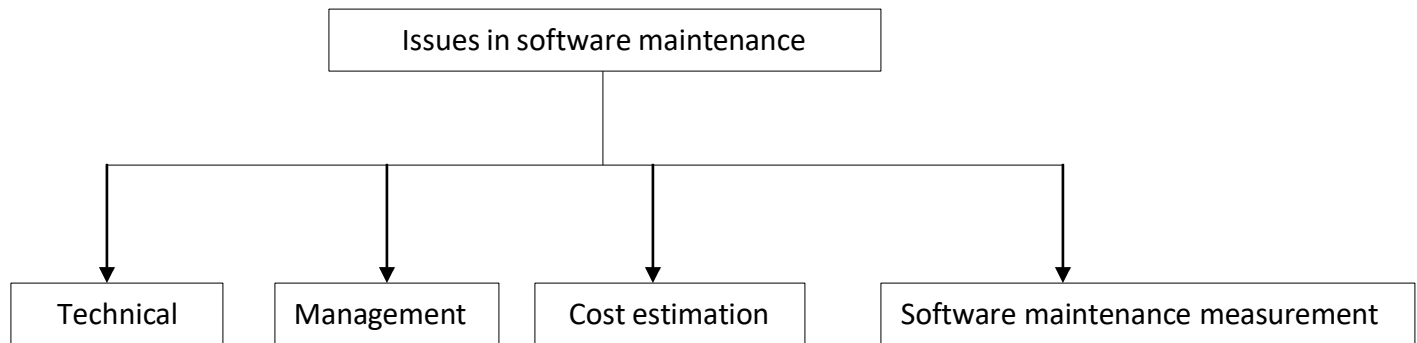 Issues in software maintenance
Technical
Management
Cost estimation
Software maintenance measurement